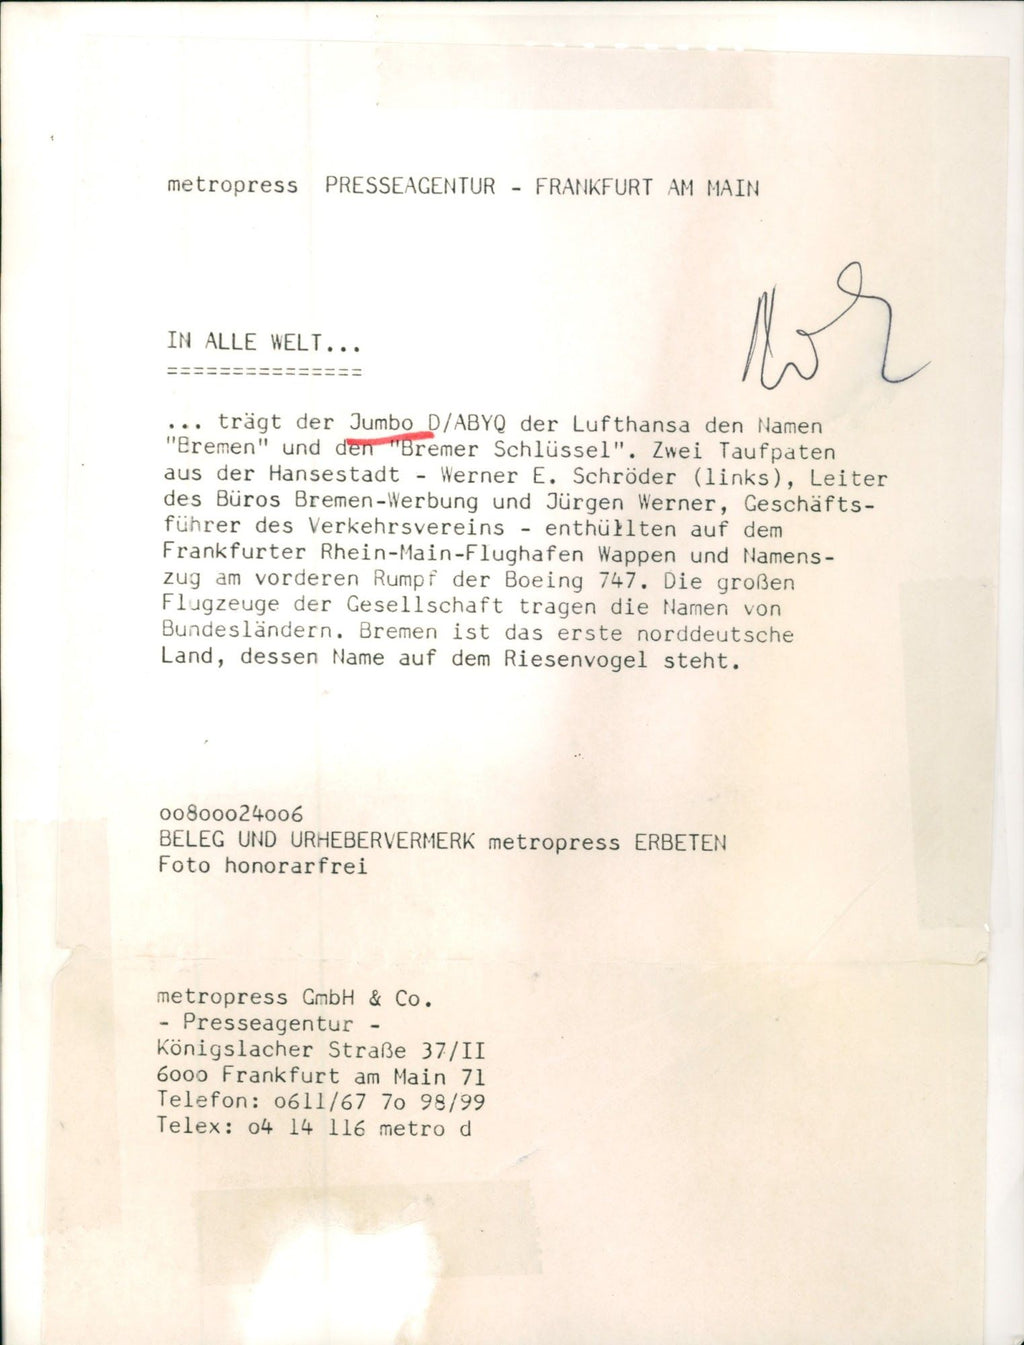 metropress PRESSEAGENTUR - FRANKFURT AM MAIN
IN ALLE WELT...
===============
... trägt der Jumbo D/ABYQ der Lufthansa den Namen
"Bremen" und den "Bremer Schlüssel". Zwei Taufpaten
aus der Hansestadt - Werner E. Schröder (links), Leiter
des Büros Bremen-Werbung und Jürgen Werner, Geschäfts-
führer des Verkehrsvereins - enthüllten auf dem
Frankfurter Rhein-Main-Flughafen Wappen und Namens-
zug am vorderen Rumpf der Boeing 747. Die großen
Flugzeuge der Gesellschaft tragen die Namen von
Bundesländern. Bremen ist das erste norddeutsche
Land, dessen Name auf dem Riesenvogel steht.
oo8ooo24oo6
BELEG UND URHEBERVERMERK metropress ERBETEN
Foto honorarfrei
metropress GmbH & Co.
- Presseagentur -
Königslacher Straße 37/II
6ooo Frankfurt am Main 71
Telefon: o611/67 7o 98/99
Telex: o4 14 116 metro d